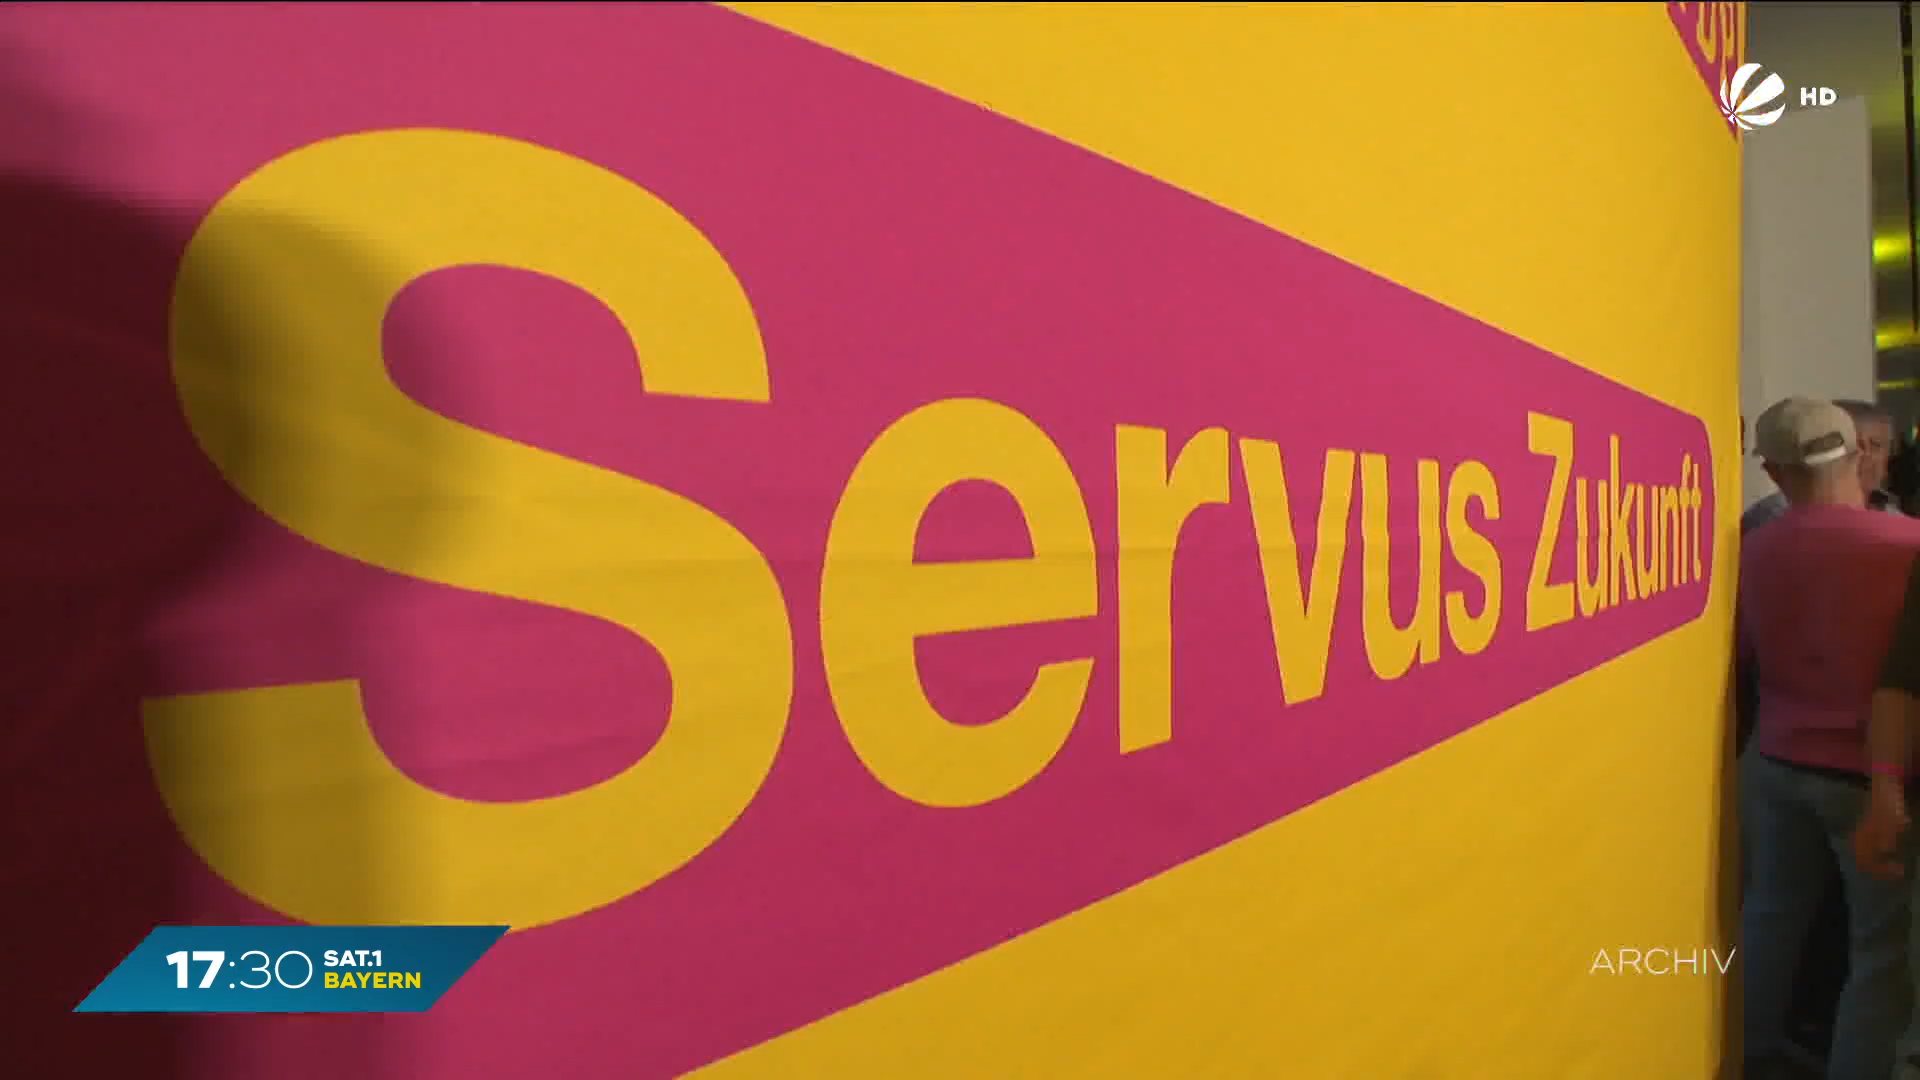 HD
Servus Zukunft
17:30 SAT.1
BAYERN
ARCHIV